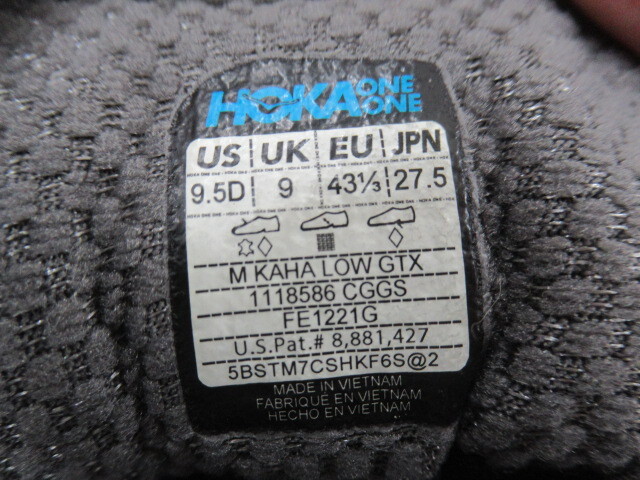 HOKA ONE ONE
US UK EU JPN
9.5D 9 43⅓ 27.5
M KAHA LOW GTX
1118586 CGGS
FE1221G
U.S.Pat.# 8,881,427
5BSTM7CSHKF6S@2
MADE IN VIETNAM
FABRIQUÉ EN VIETNAM
HECHO EN VIETNAM